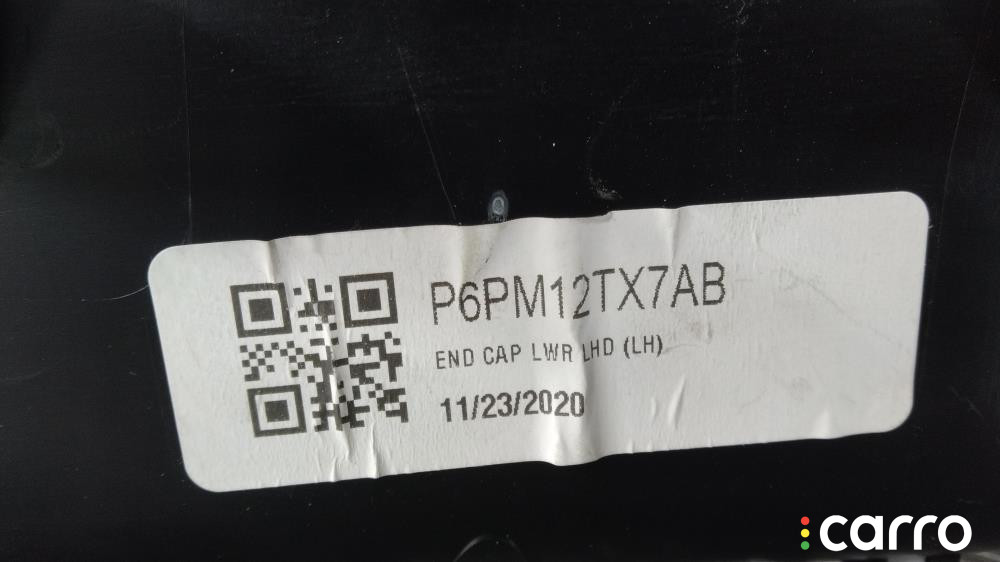 P6PM12TX7AB
END CAP LWR LHD (LH)
11/23/2020
carro